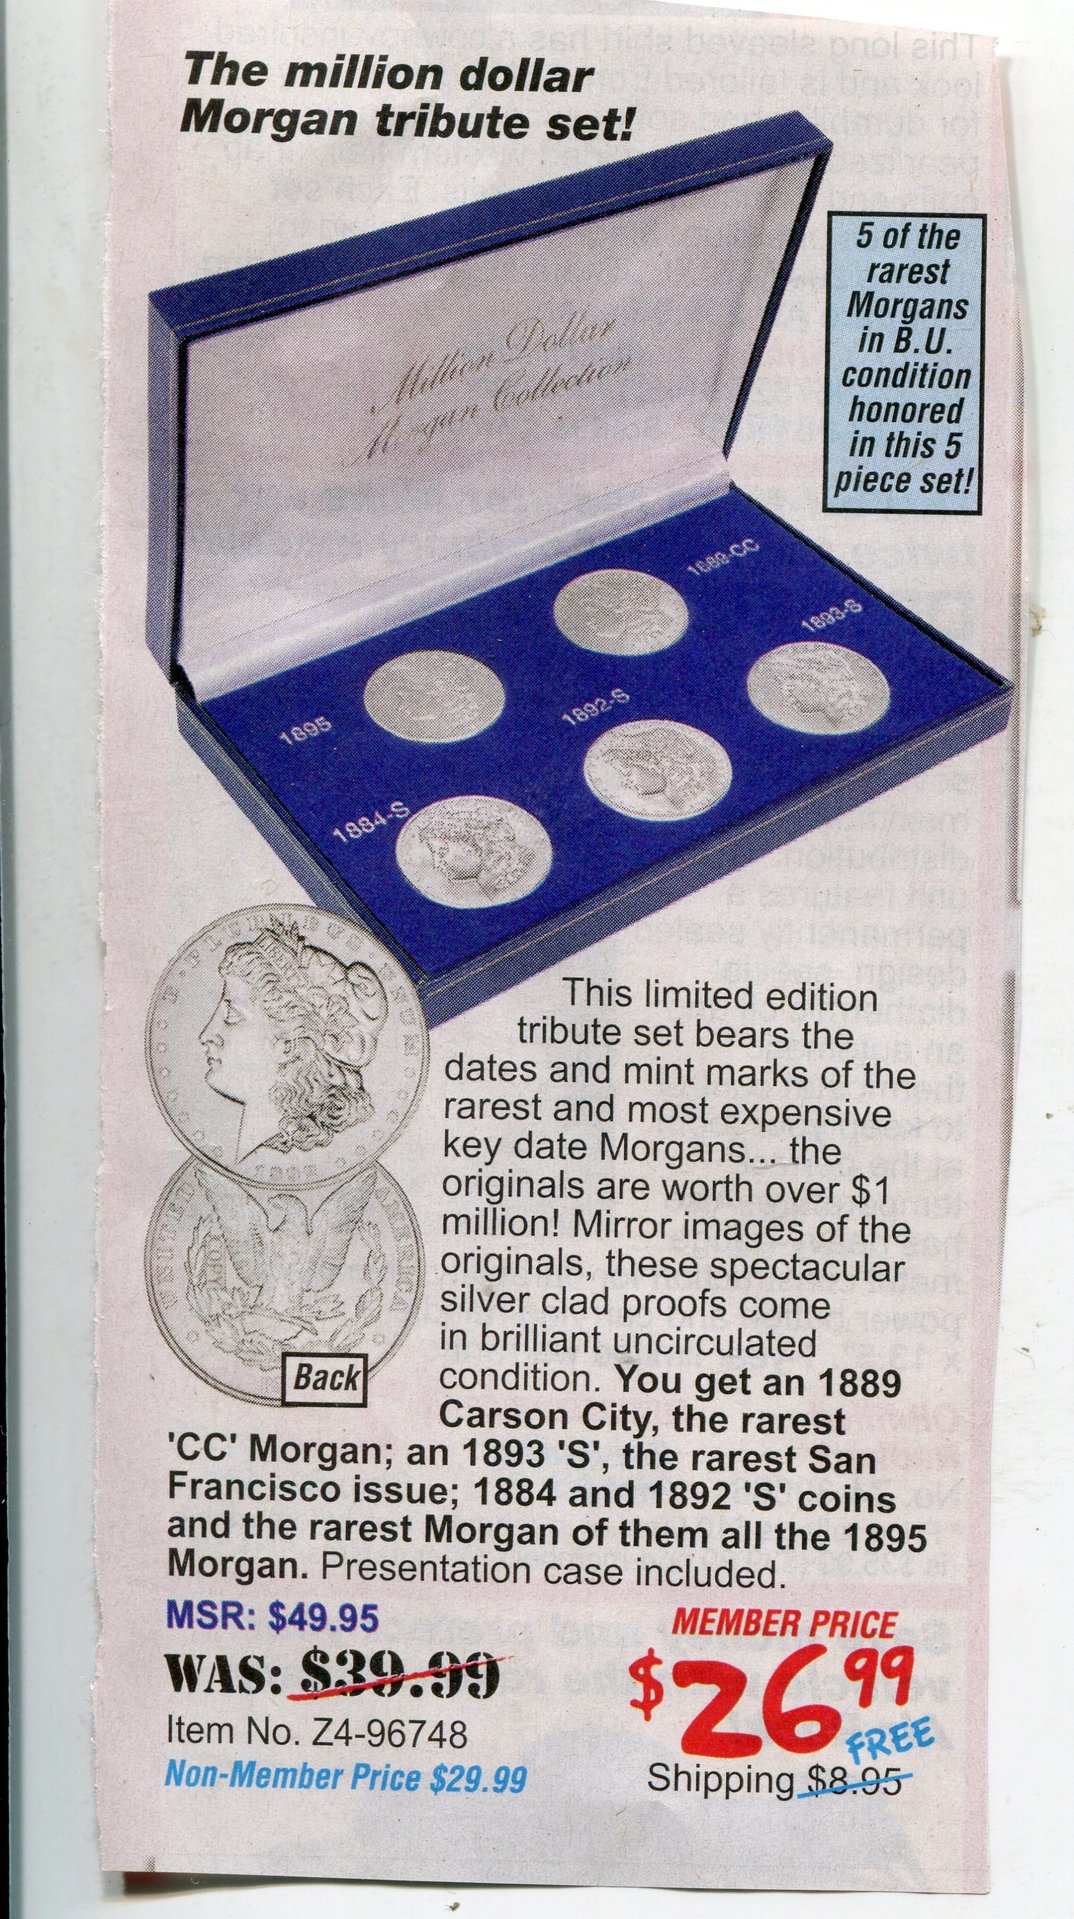 The million dollar
Morgan tribute set!
5 of the
rarest
Morgans
in B.U.
condition
honored
in this 5
piece set!
Million Dollar
Morgan Collection
1889-CC
1893-S
1895
1892-S
1884-S
This limited edition
tribute set bears the
dates and mint marks of the
rarest and most expensive
key date Morgans... the
originals are worth over $1
million! Mirror images of the
originals, these spectacular
silver clad proofs come
in brilliant uncirculated
condition. You get an 1889
Carson City, the rarest
'CC' Morgan; an 1893 'S', the rarest San
Francisco issue; 1884 and 1892 'S' coins
and the rarest Morgan of them all the 1895
Morgan. Presentation case included.
UNITED
AMERICA
COPY
Back
MSR: $49.95
WAS: $39.99
Item No. Z4-96748
Non-Member Price $29.99
MEMBER PRICE
$26.99
FREE
Shipping $8.95